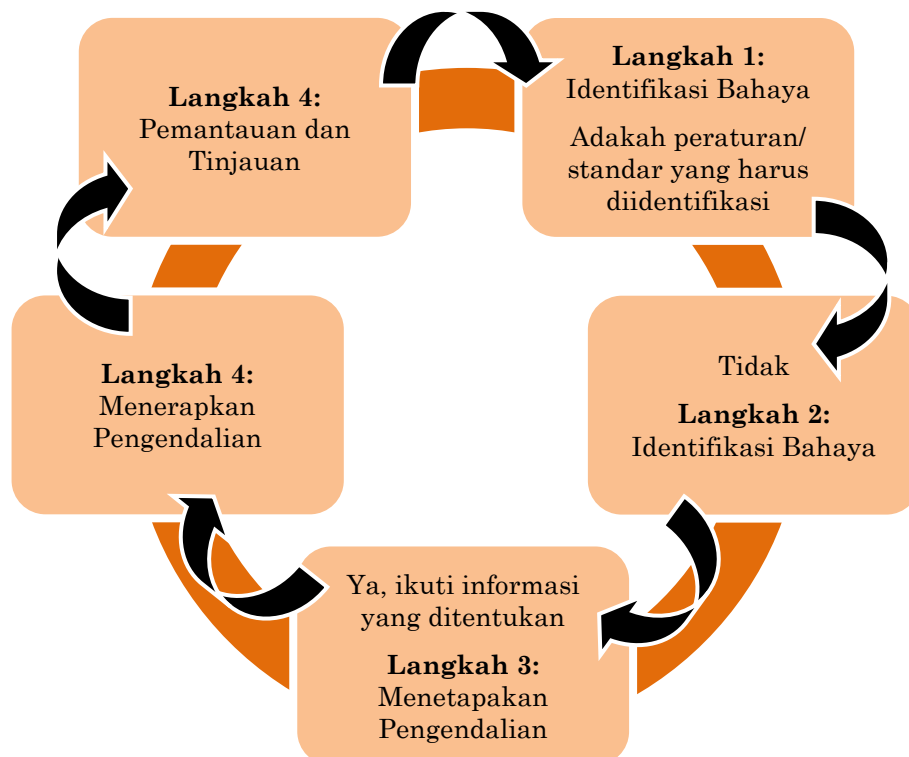 Langkah 1:
Identifikasi Bahaya
Adakah peraturan/
standar yang harus
diidentifikasi
Tidak
Langkah 2:
Identifikasi Bahaya
Ya, ikuti informasi
yang ditentukan
Langkah 3:
Menetapakan
Pengendalian
Langkah 4:
Menerapkan
Pengendalian
Langkah 4:
Pemantauan dan
Tinjauan